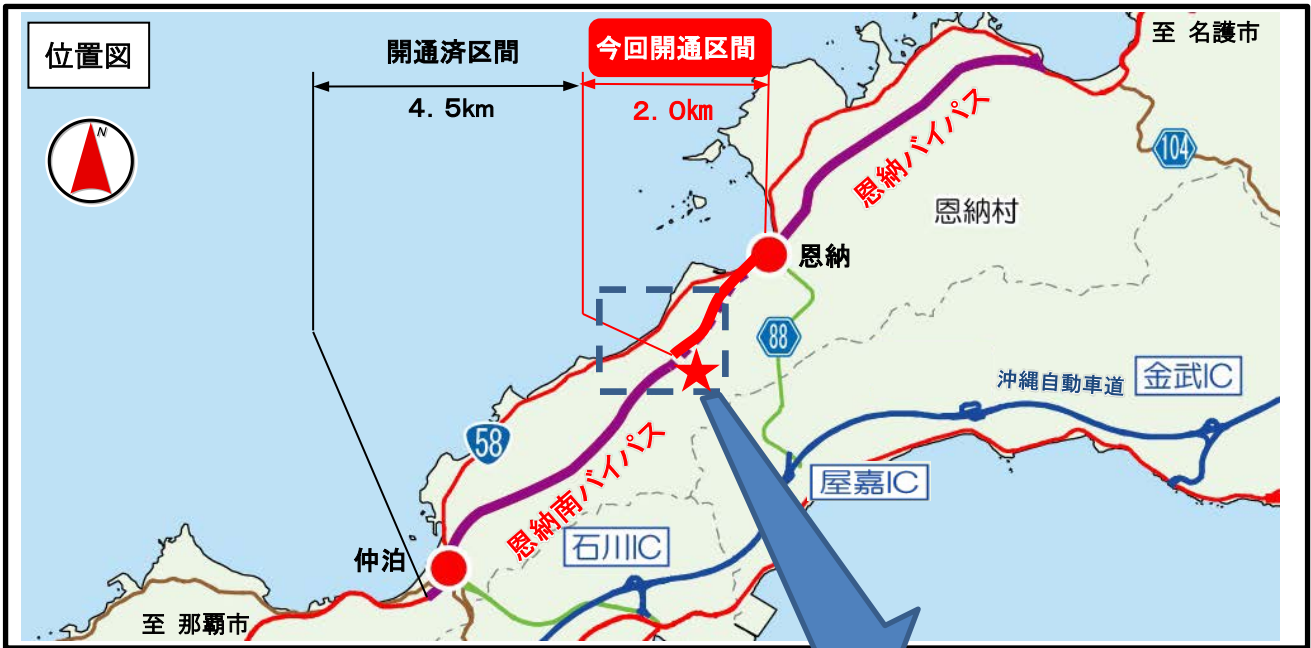 位置図
開通済区間
今回開通区間
至 名護市
4.5km
2.0km
N
恩納バイパス
104
恩納村
恩納
88
沖縄自動車道
金武IC
58
屋嘉IC
恩納南バイパス
石川IC
仲泊
至 那覇市